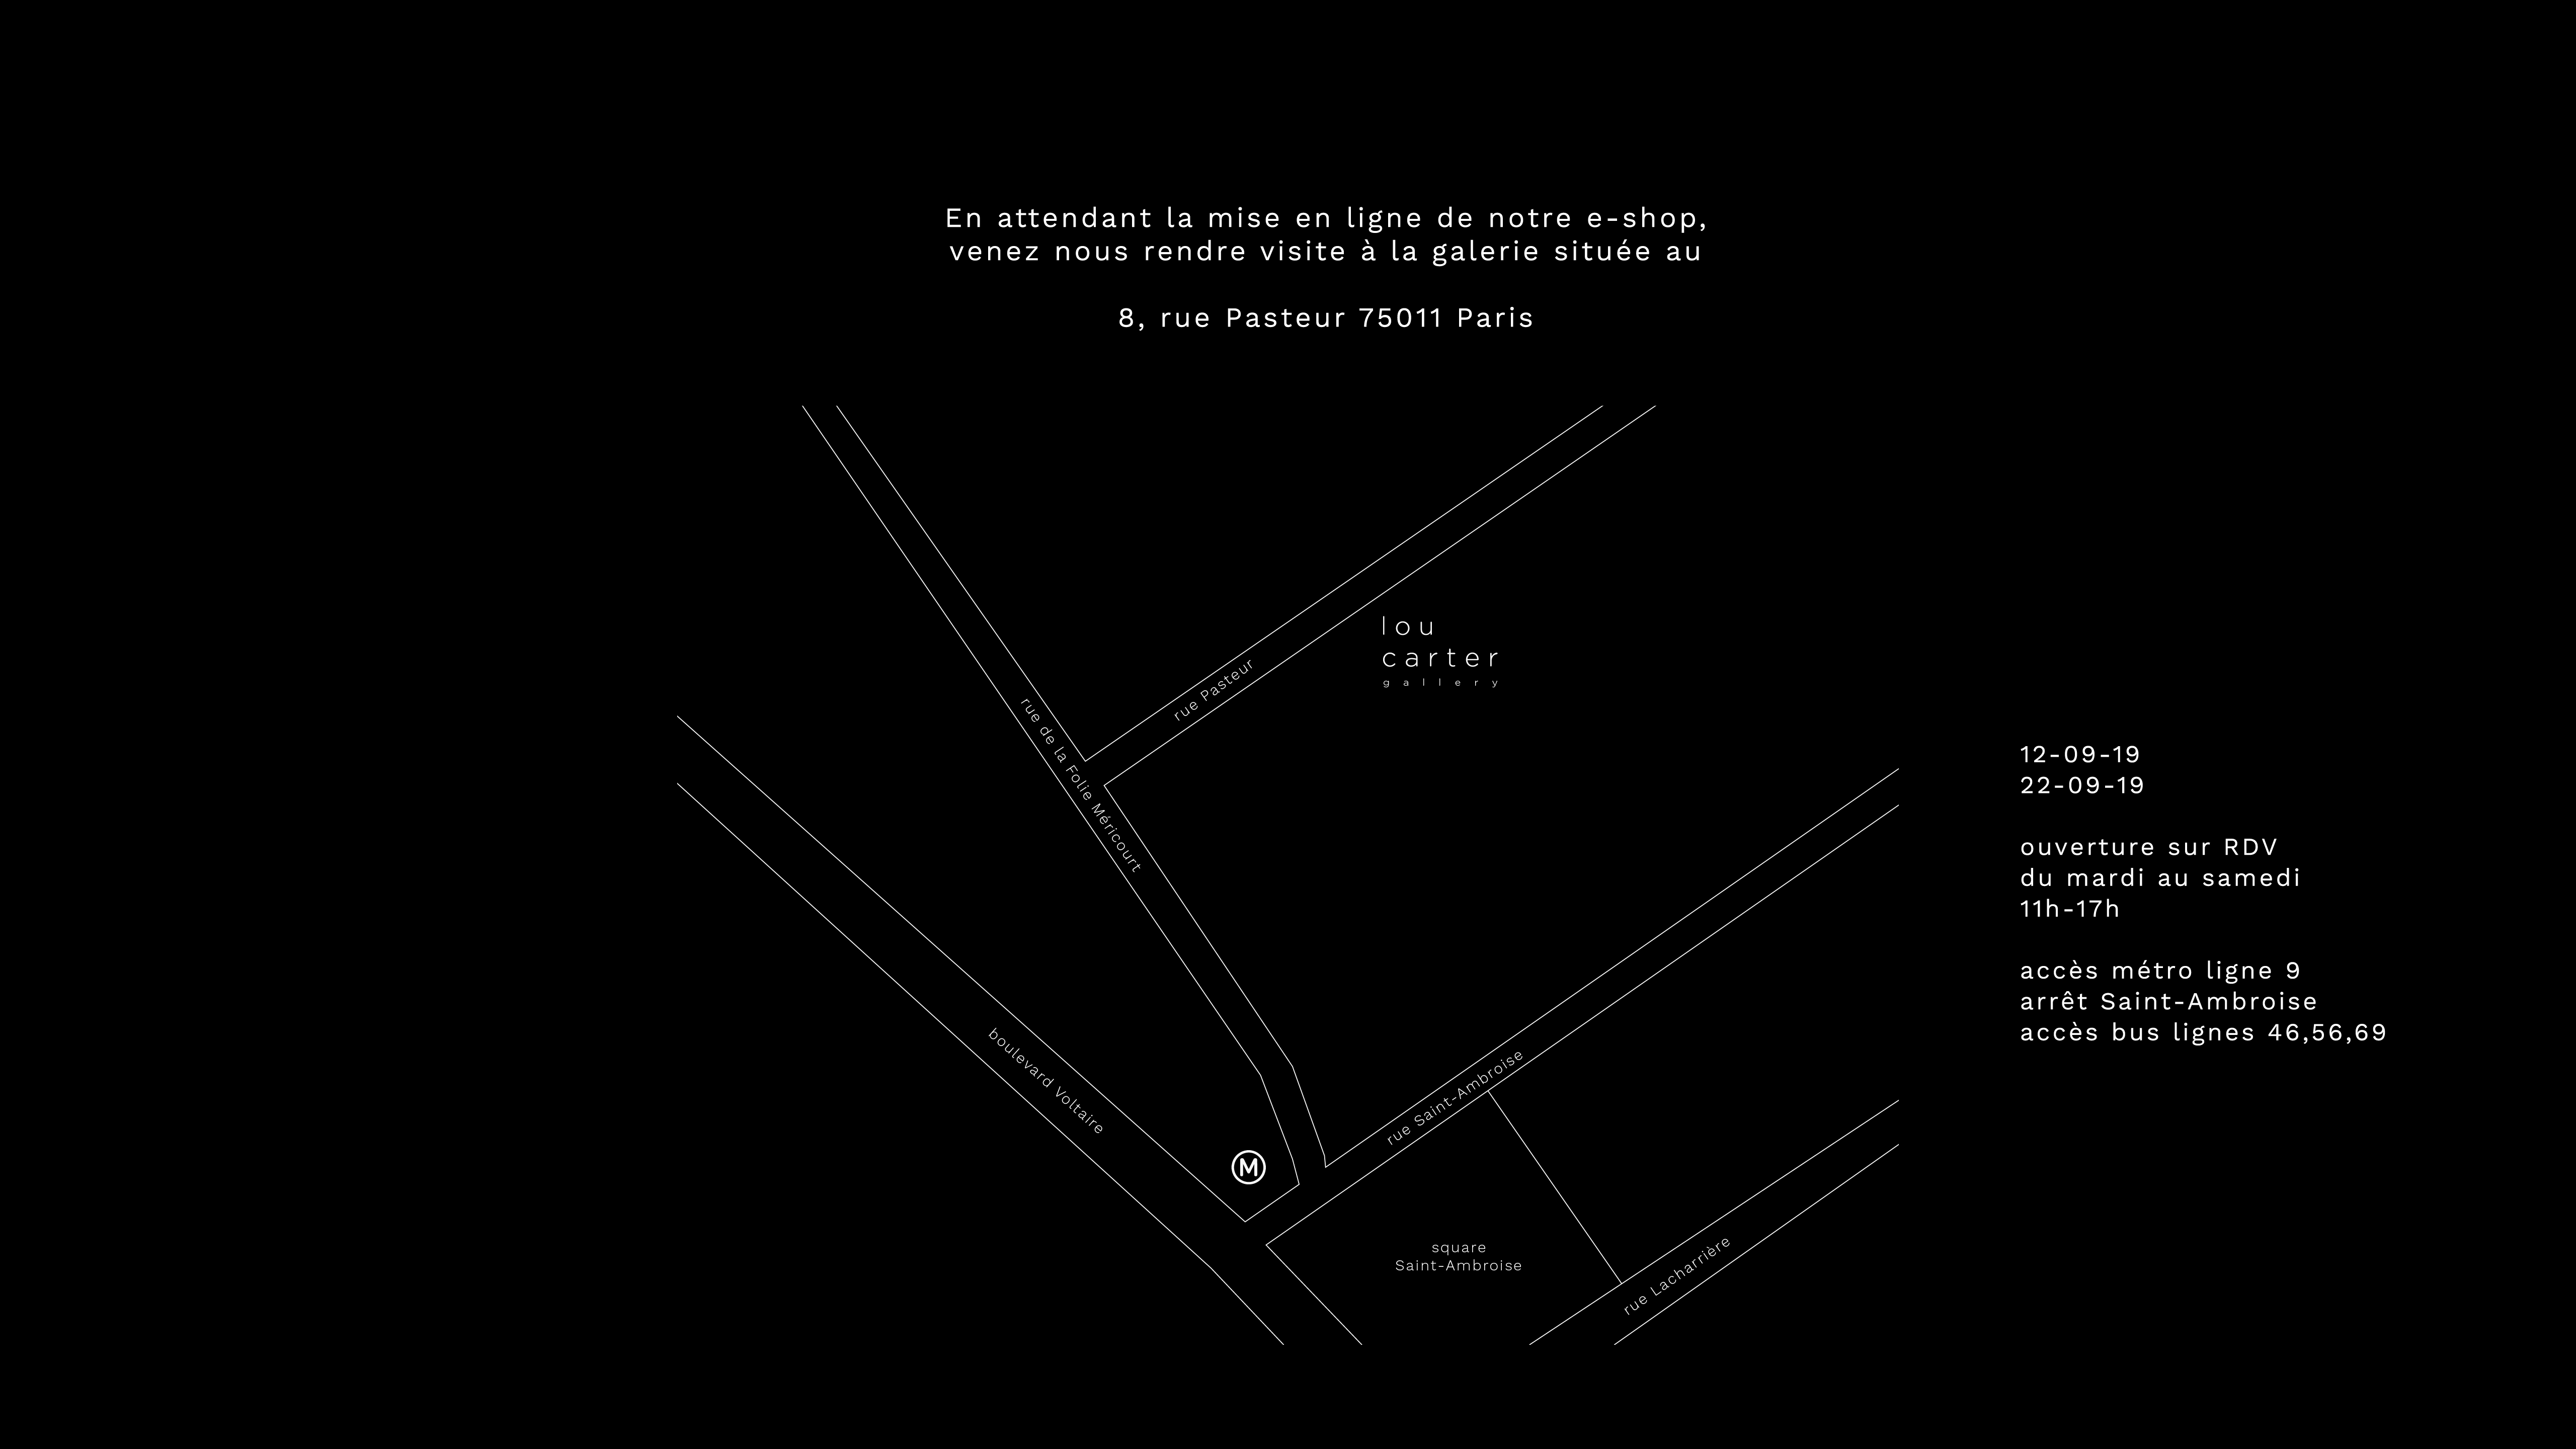 En attendant la mise en ligne de notre e-shop,
venez nous rendre visite à la galerie située au
8, rue Pasteur 75011 Paris
lou
carter
gallery
rue Pasteur
rue de la Folie Méricourt
boulevard Voltaire
M
rue Saint-Ambroise
square
Saint-Ambroise
rue Lacharrière
12-09-19
22-09-19
ouverture sur RDV
du mardi au samedi
11h-17h
accès métro ligne 9
arrêt Saint-Ambroise
accès bus lignes 46,56,69